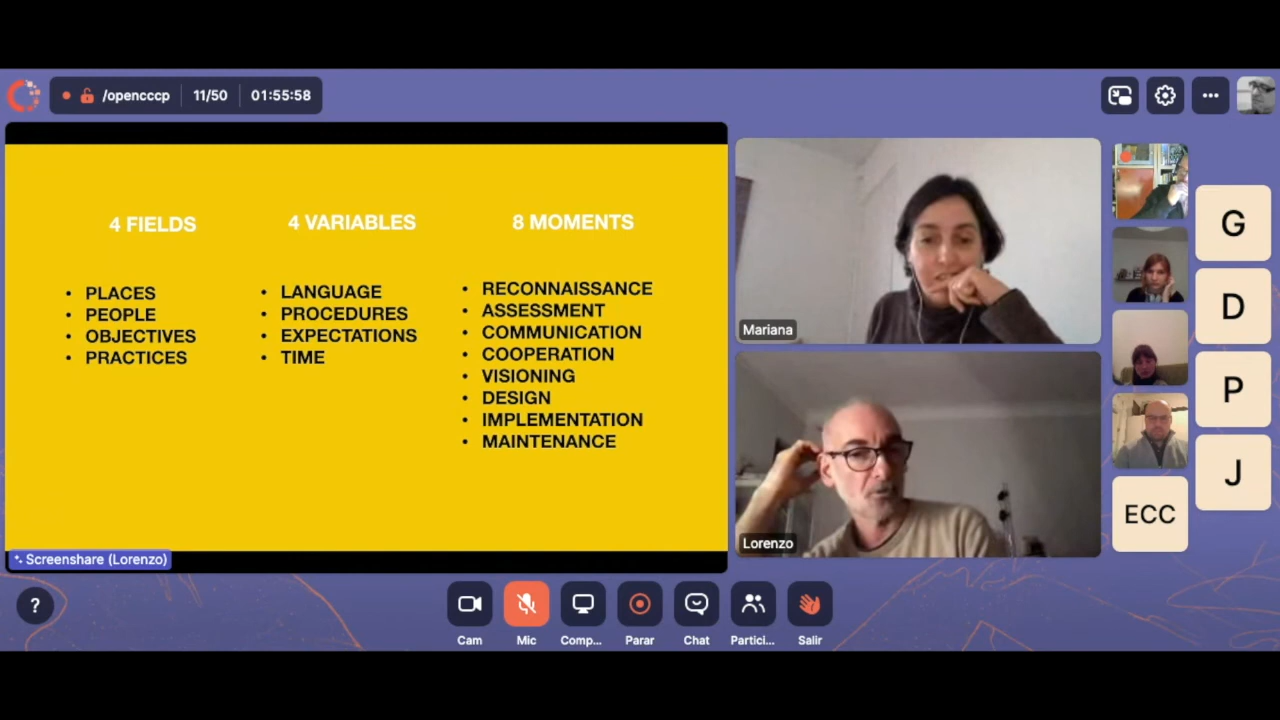 /opencccp
11/50
01:55:58
4 FIELDS
• PLACES
• PEOPLE
• OBJECTIVES
• PRACTICES
4 VARIABLES
• LANGUAGE
• PROCEDURES
• EXPECTATIONS
• TIME
8 MOMENTS
• RECONNAISSANCE
• ASSESSMENT
• COMMUNICATION
• COOPERATION
• VISIONING
• DESIGN
• IMPLEMENTATION
• MAINTENANCE
Screenshare (Lorenzo)
Mariana
Lorenzo
ECC
G
D
P
J
?
Cam
Mic
Comp...
Parar
Chat
Partici...
Salir